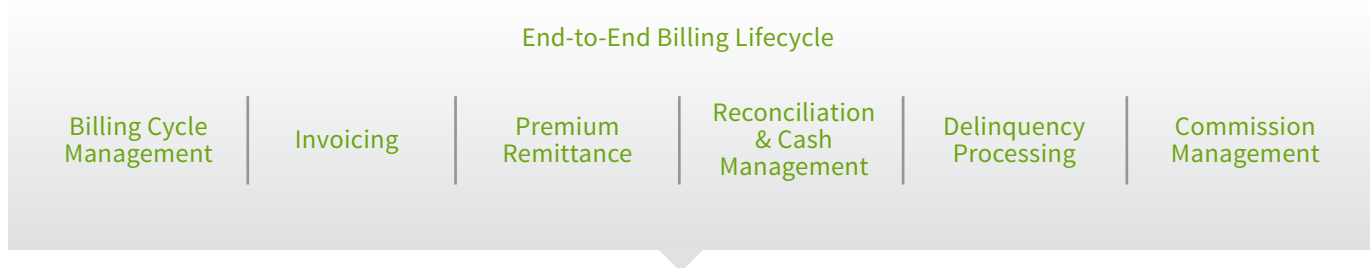 End-to-End Billing Lifecycle
Billing Cycle
Management
Invoicing
Premium
Remittance
Reconciliation
& Cash
Management
Delinquency
Processing
Commission
Management